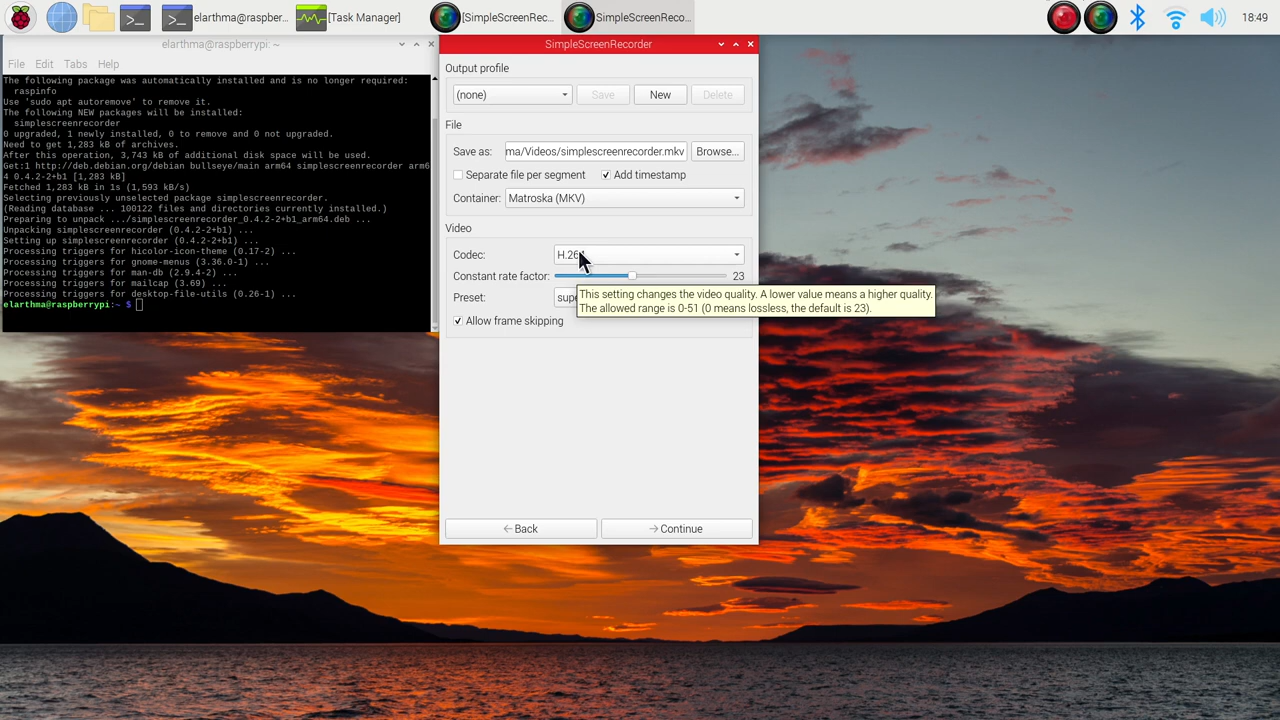 elarthma@raspber...
[Task Manager]
[SimpleScreenRec...
SimpleScreenReco...
18:49
elarthma@raspberrypi: ~
File Edit Tabs Help
The following package was automatically installed and is no longer required:
raspinfo
Use 'sudo apt autoremove' to remove it.
The following NEW packages will be installed:
simplescreenrecorder
0 upgraded, 1 newly installed, 0 to remove and 0 not upgraded.
Need to get 1,283 kB of archives.
After this operation, 3,743 kB of additional disk space will be used.
Get:1 http://deb.debian.org/debian bullseye/main arm64 simplescreenrecorder arm6
4 0.4.2-2+b1 [1,283 kB]
Fetched 1,283 kB in 1s (1,593 kB/s)
Selecting previously unselected package simplescreenrecorder.
(Reading database ... 100122 files and directories currently installed.)
Preparing to unpack .../simplescreenrecorder_0.4.2-2+b1_arm64.deb ...
Unpacking simplescreenrecorder (0.4.2-2+b1) ...
Setting up simplescreenrecorder (0.4.2-2+b1) ...
Processing triggers for hicolor-icon-theme (0.17-2) ...
Processing triggers for gnome-menus (3.36.0-1) ...
Processing triggers for man-db (2.9.4-2) ...
Processing triggers for mailcap (3.69) ...
Processing triggers for desktop-file-utils (0.26-1) ...
elarthma@raspberrypi:~ $
SimpleScreenRecorder
Output profile
(none) Save New Delete
File
Save as: ma/Videos/simplescreenrecorder.mkv Browse...
Separate file per segment Add timestamp
Container: Matroska (MKV)
Video
Codec: H.264
Constant rate factor: 23
Preset: supe
This setting changes the video quality. A lower value means a higher quality.
The allowed range is 0-51 (0 means lossless, the default is 23).
Allow frame skipping
Back Continue